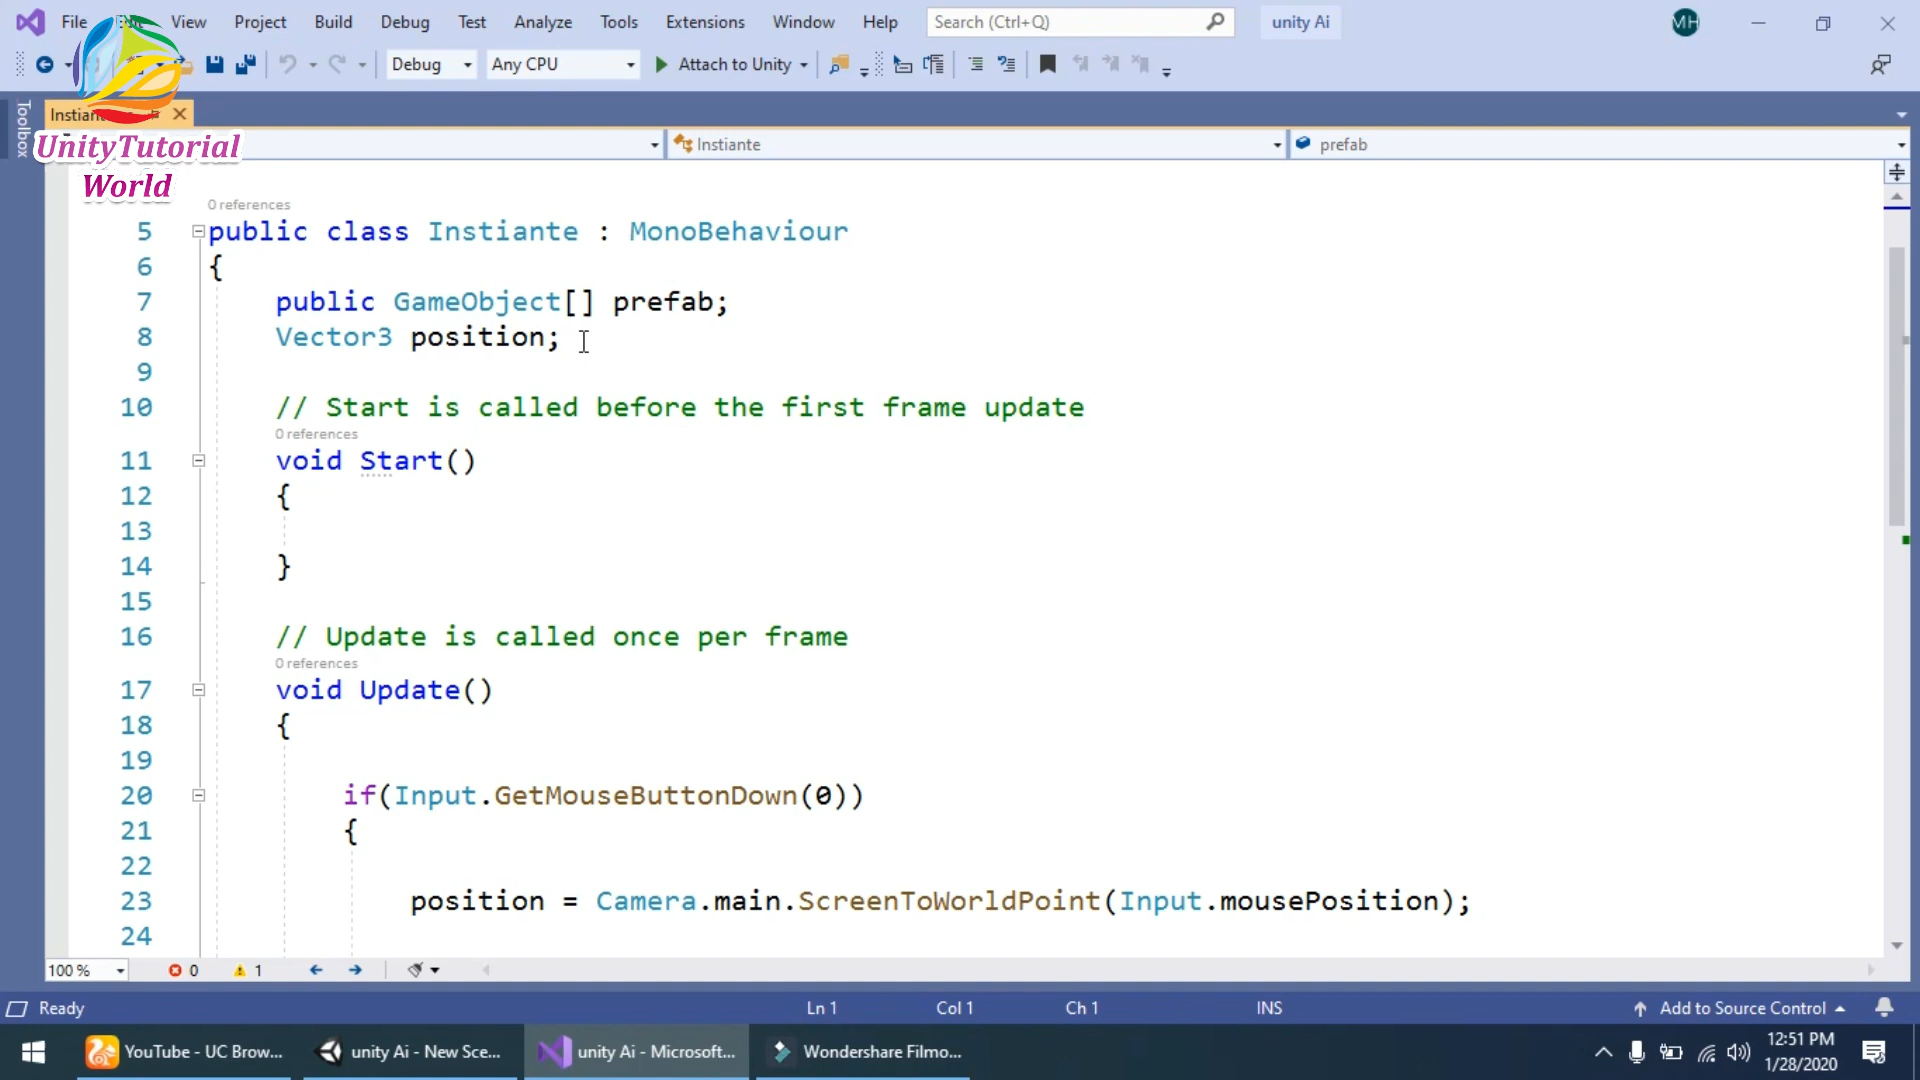 File View Project Build Debug Test Analyze Tools Extensions Window Help Search (Ctrl+Q) unity Ai MH
Debug Any CPU Attach to Unity
Toolbox
UnityTutorial
World
Instiante prefab
0 references
5 public class Instiante : MonoBehaviour
6 {
7 public GameObject[] prefab;
8 Vector3 position;
9
10 // Start is called before the first frame update
0 references
11 void Start()
12 {
13
14 }
15
16 // Update is called once per frame
0 references
17 void Update()
18 {
19
20 if(Input.GetMouseButtonDown(0))
21 {
22
23 position = Camera.main.ScreenToWorldPoint(Input.mousePosition);
24
100 % 0 1
Ready Ln 1 Col 1 Ch 1 INS Add to Source Control
YouTube - UC Brow... unity Ai - New Sce... unity Ai - Microsoft... Wondershare Filmo... 12:51 PM
1/28/2020